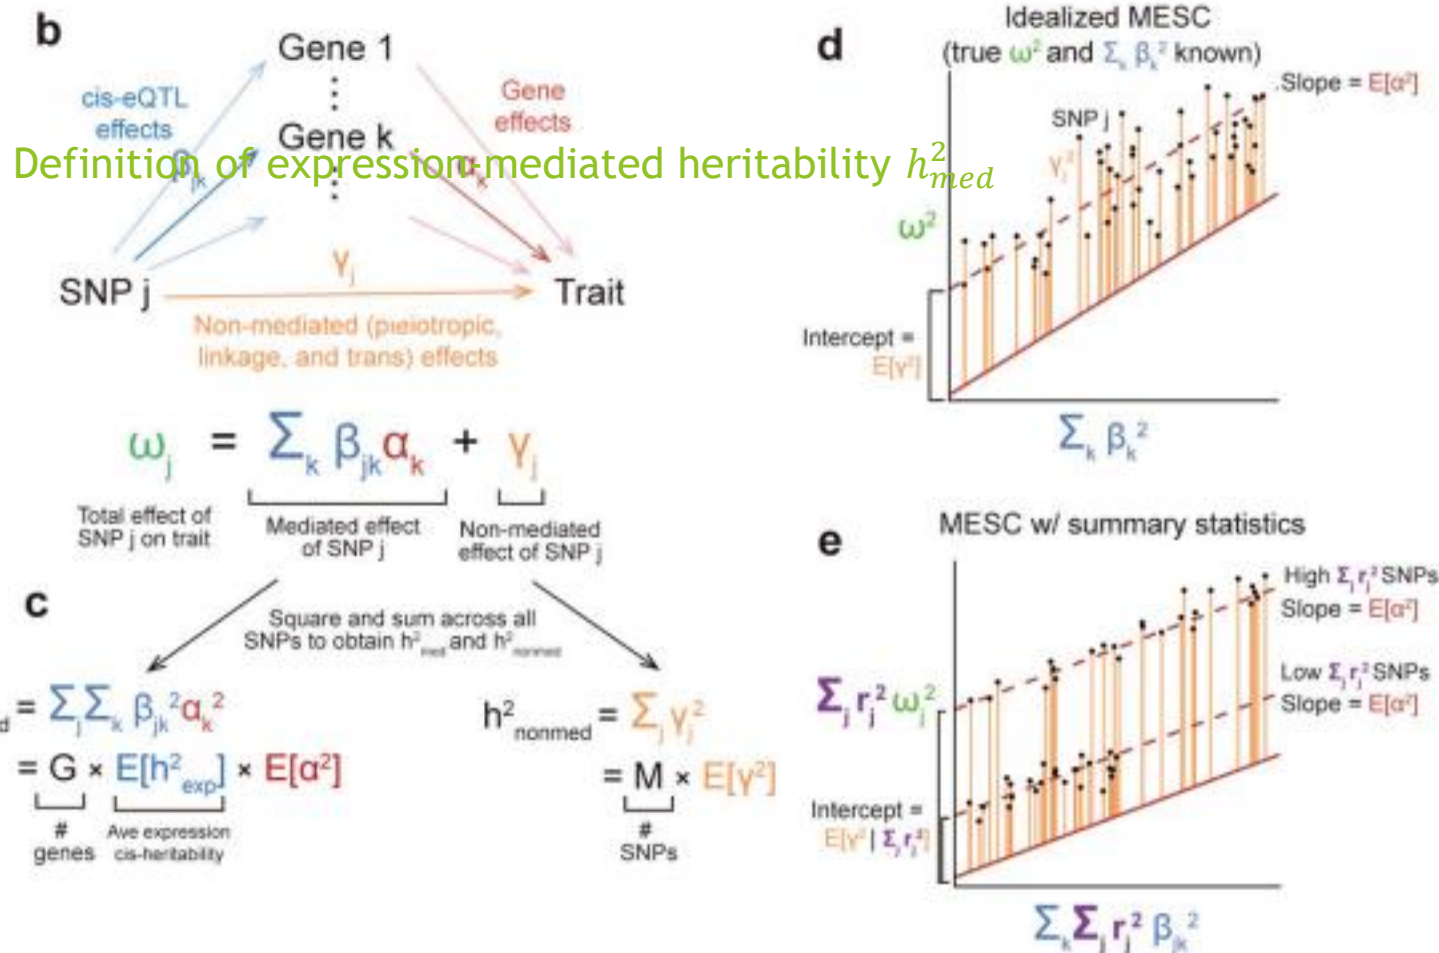 b
Gene 1
⋮
cis-eQTL
effects
Gene
effects
Gene k
⋮
Definition of expression-mediated heritability h²med
βjk
αk
γj
SNP j
Trait
Non-mediated (pleiotropic,
linkage, and trans) effects
ωj = Σk βjkαk + γj
Total effect of
SNP j on trait
Mediated effect
of SNP j
Non-mediated
effect of SNP j
c
Square and sum across all
SNPs to obtain h²med and h²nonmed
d = ΣjΣk βjk²αk²
= G × E[h²exp] × E[α²]
#
genes
Ave expression
cis-heritability
h²nonmed = Σj γj²
= M × E[γ²]
#
SNPs
d
Idealized MESC
(true ω² and Σk βk² known)
Slope = E[α²]
SNP j
γj²
ω²
Intercept =
E[γ²]
Σk βk²
e
MESC w/ summary statistics
High Σj rj² SNPs
Slope = E[α²]
Low Σj rj² SNPs
Slope = E[α²]
Σj rj² ωj²
Intercept =
E[γ² | Σj rj²]
ΣkΣj rj² βjk²